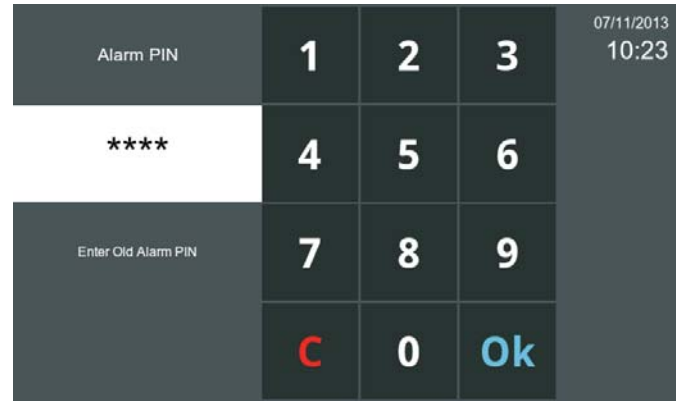 Alarm PIN
****
Enter Old Alarm PIN
1 2 3
4 5 6
7 8 9
C 0 Ok
07/11/2013
10:23